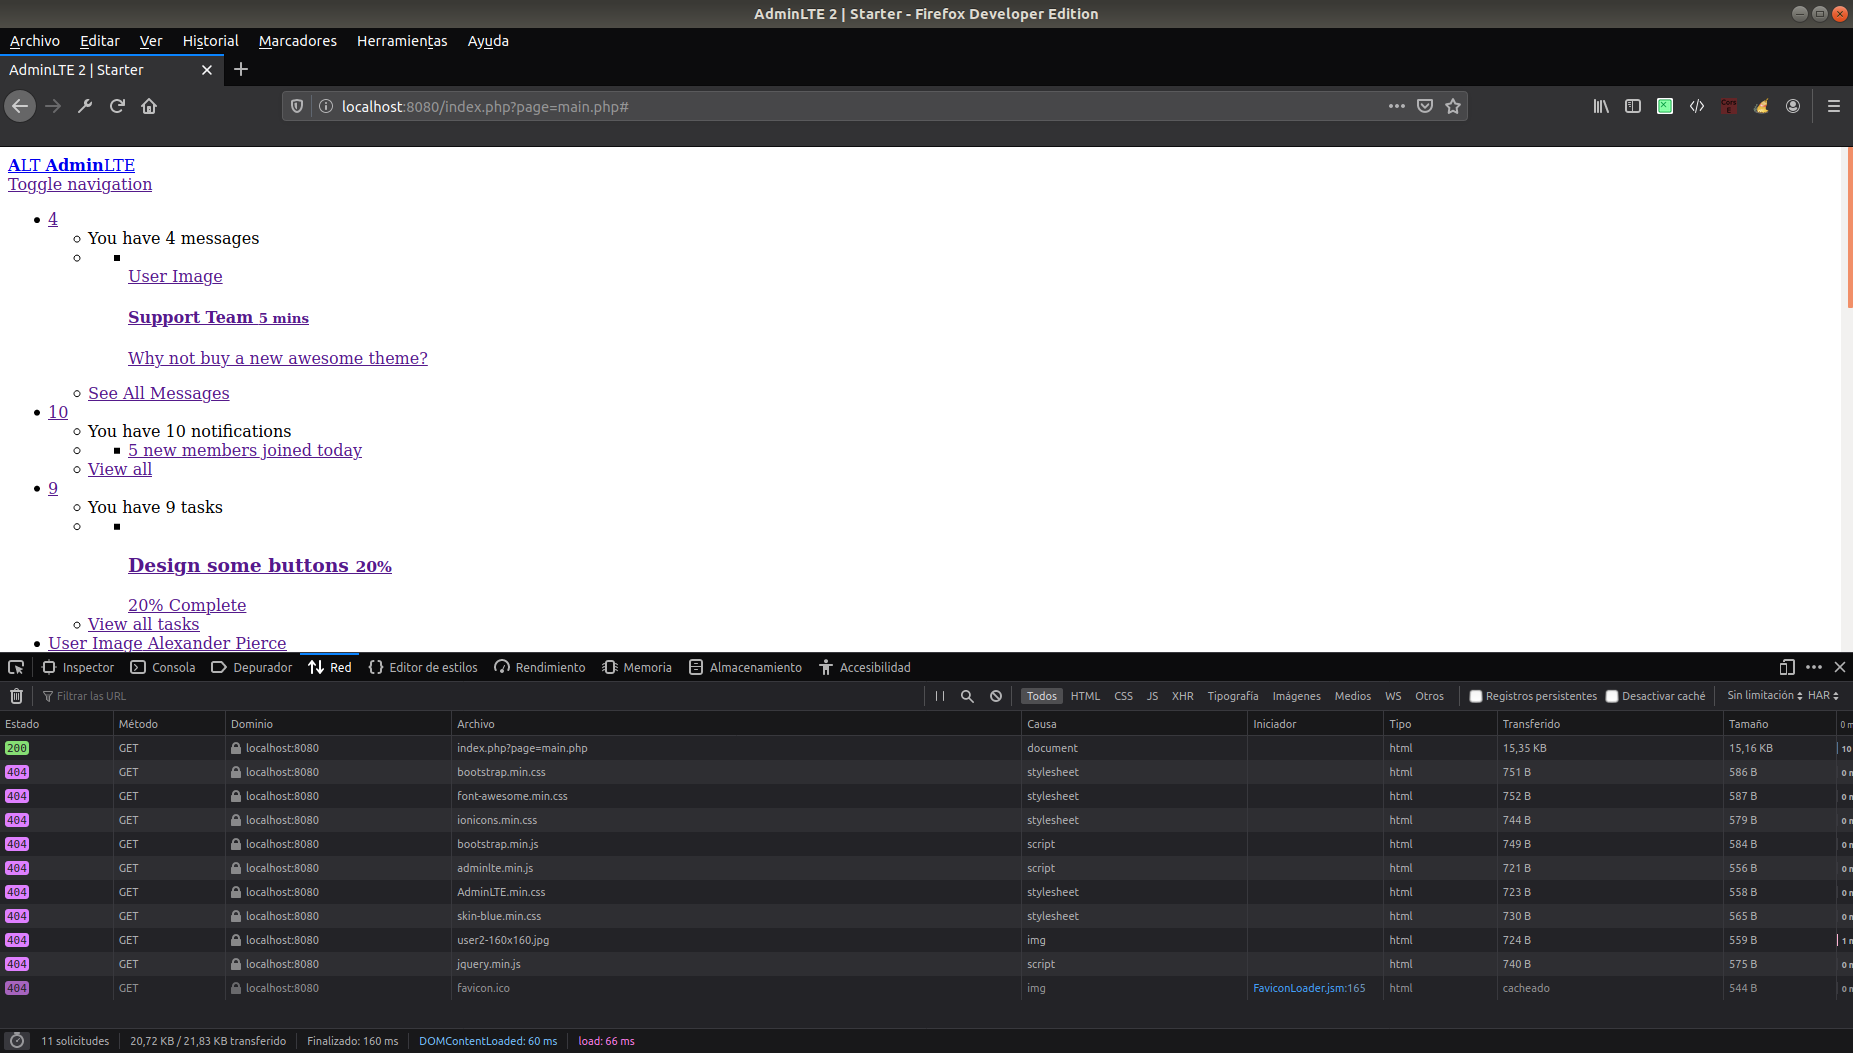 AdminLTE 2 | Starter - Firefox Developer Edition
Archivo Editar Ver Historial Marcadores Herramientas Ayuda
AdminLTE 2 | Starter
localhost:8080/index.php?page=main.php#
ALT AdminLTE
Toggle navigation
4
You have 4 messages
User Image
Support Team 5 mins
Why not buy a new awesome theme?
See All Messages
10
You have 10 notifications
5 new members joined today
View all
9
You have 9 tasks
Design some buttons 20%
20% Complete
View all tasks
User Image Alexander Pierce
Inspector Consola Depurador Red Editor de estilos Rendimiento Memoria Almacenamiento Accesibilidad
Filtrar las URL Todos HTML CSS JS XHR Tipografía Imágenes Medios WS Otros Registros persistentes Desactivar caché Sin limitación HAR
Estado Método Dominio Archivo Causa Iniciador Tipo Transferido Tamaño 0 m
200 GET localhost:8080 index.php?page=main.php document html 15,35 KB 15,16 KB 10
404 GET localhost:8080 bootstrap.min.css stylesheet html 751 B 586 B 0 m
404 GET localhost:8080 font-awesome.min.css stylesheet html 752 B 587 B 0 m
404 GET localhost:8080 ionicons.min.css stylesheet html 744 B 579 B 0 m
404 GET localhost:8080 bootstrap.min.js script html 749 B 584 B 0 m
404 GET localhost:8080 adminlte.min.js script html 721 B 556 B 0 m
404 GET localhost:8080 AdminLTE.min.css stylesheet html 723 B 558 B 0 m
404 GET localhost:8080 skin-blue.min.css stylesheet html 730 B 565 B 0 m
404 GET localhost:8080 user2-160x160.jpg img html 724 B 559 B 1 m
404 GET localhost:8080 jquery.min.js script html 740 B 575 B 0 m
404 GET localhost:8080 favicon.ico img FaviconLoader.jsm:165 html cacheado 544 B 0 m
11 solicitudes 20,72 KB / 21,83 KB transferido Finalizado: 160 ms DOMContentLoaded: 60 ms load: 66 ms